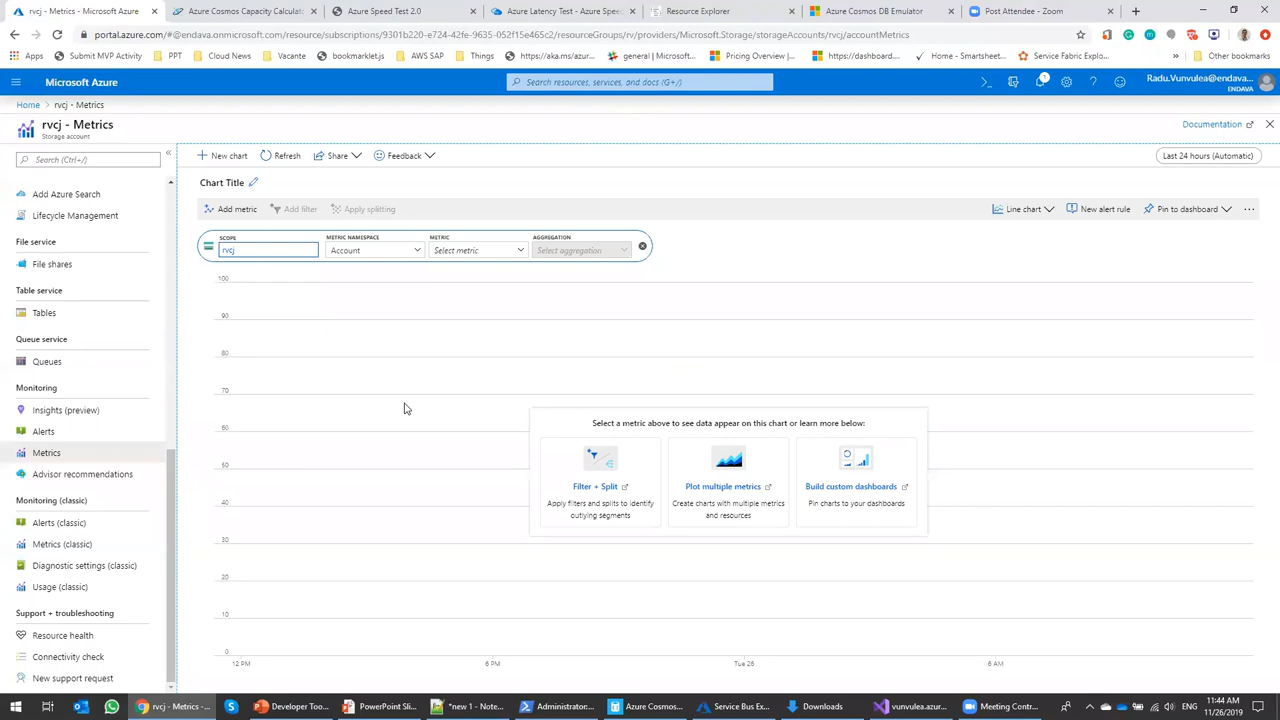 rvcj - Metrics - Microsoft Azure
Azure Cosmos Capacity Calculat
Azure Speed Test 2.0
Azure Latency Test - Azure Spee
Resource Explorer
Azure Cosmos DB Emulator
Post Attendee - Zoom
portal.azure.com/#@endava.onmicrosoft.com/resource/subscriptions/9301b220-e724-42fe-9635-052f15e465c2/resourceGroups/rv/providers/Microsoft.Storage/storageAccounts/rvcj/accountMetrics
Apps
Submit MVP Activity
PPT
Cloud News
Vacante
bookmarklet.js
AWS SAP
Things
https://aka.ms/azur...
general | Microsoft...
Pricing Overview |...
https://dashboard...
Home - Smartsheet...
Service Fabric Explo...
Other bookmarks
Microsoft Azure
Search resources, services, and docs (G+/)
1
Radu.Vunvulea@endava...
ENDAVA
Home > rvcj - Metrics
rvcj - Metrics
Storage account
Documentation
Search (Ctrl+/)
Add Azure Search
Lifecycle Management
File service
File shares
Table service
Tables
Queue service
Queues
Monitoring
Insights (preview)
Alerts
Metrics
Advisor recommendations
Monitoring (classic)
Alerts (classic)
Metrics (classic)
Diagnostic settings (classic)
Usage (classic)
Support + troubleshooting
Resource health
Connectivity check
New support request
New chart
Refresh
Share
Feedback
Last 24 hours (Automatic)
Chart Title
Add metric
Add filter
Apply splitting
Line chart
New alert rule
Pin to dashboard
SCOPE
rvcj
METRIC NAMESPACE
Account
METRIC
Select metric
AGGREGATION
Select aggregation
100
90
80
70
60
50
40
30
20
10
0
12 PM
6 PM
Tue 26
6 AM
Select a metric above to see data appear on this chart or learn more below:
Filter + Split
Apply filters and splits to identify
outlying segments
Plot multiple metrics
Create charts with multiple metrics
and resources
Build custom dashboards
Pin charts to your dashboards
rvcj - Metrics -...
Developer Too...
PowerPoint Sli...
*new 1 - Note...
Administrator:...
Azure Cosmos...
Service Bus Ex...
Downloads
vunvulea.azur...
Meeting Contr...
11:44 AM
11/26/2019